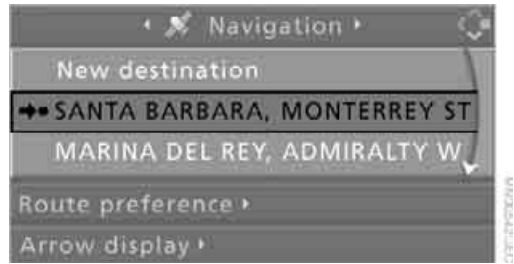 Navigation
New destination
SANTA BARBARA, MONTERREY ST
MARINA DEL REY, ADMIRALTY W
Route preference
Arrow display